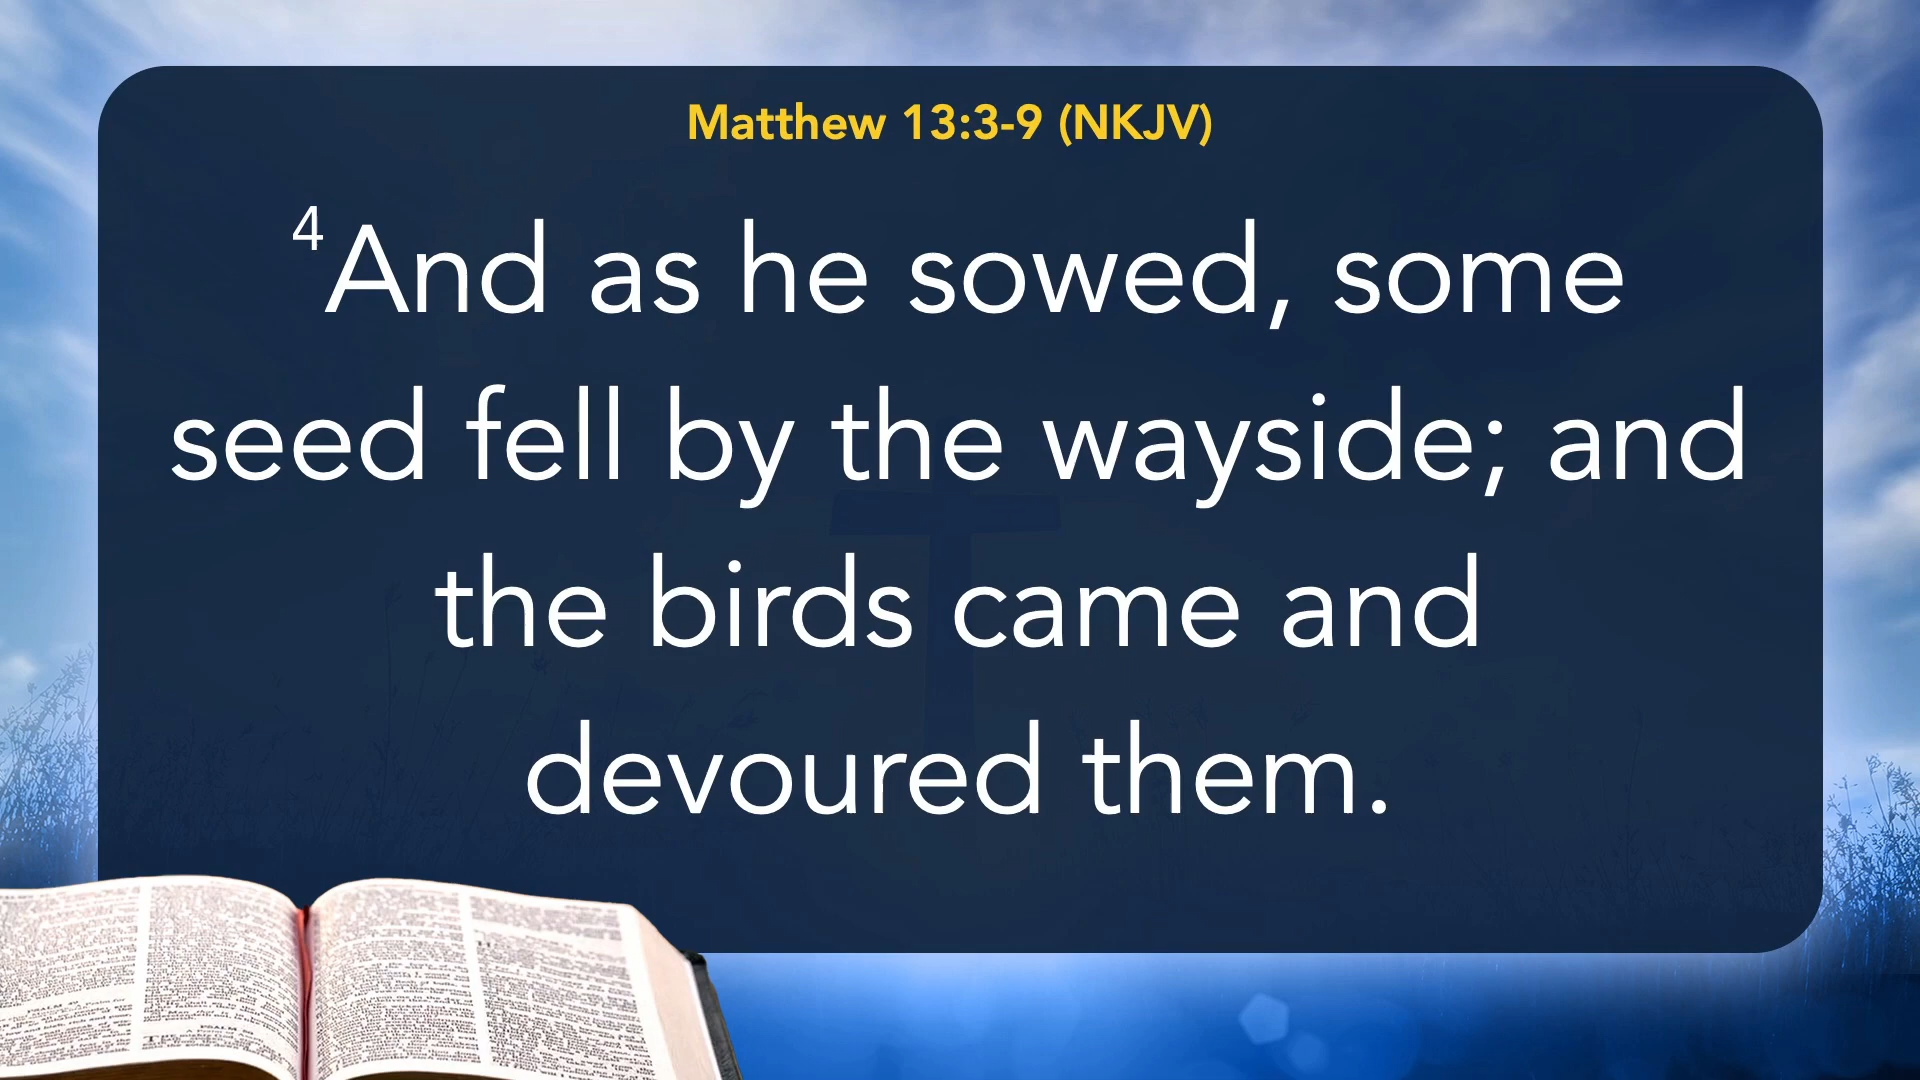 Matthew 13:3-9 (NKJV)
4And as he sowed, some
seed fell by the wayside; and
the birds came and
devoured them.